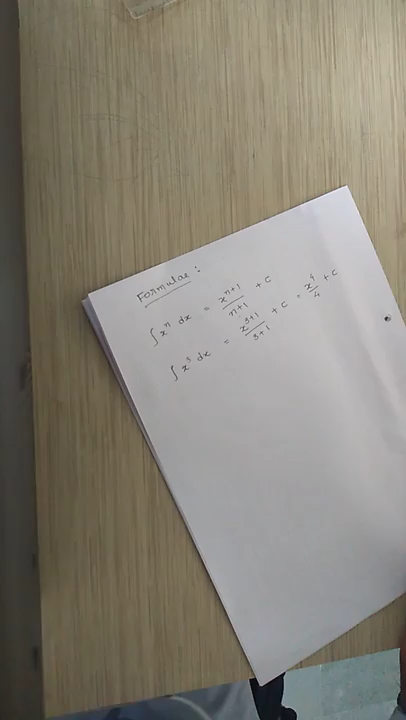 Formulae :
∫ xⁿ dx = xⁿ⁺¹/n+1 + c
∫ x³ dx = x³⁺¹/3+1 + c = x⁴/4 + c